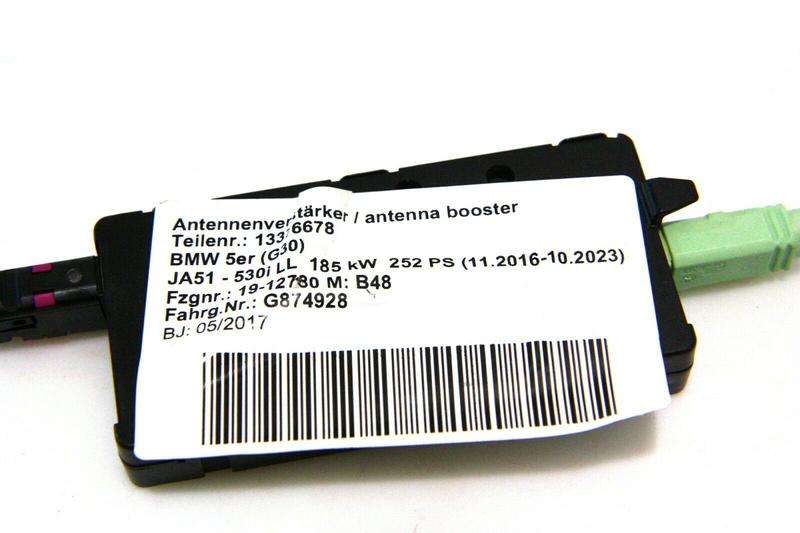 Antennenverstärker / antenna booster
Teilenr.:
BMW 5er (G30)
JA51 - 530i LL 185 kW 252 PS (11.2016-10.2023)
Fzgnr.: 19-12780 M: B48
Fahrg.Nr.: G874928
BJ: 05/2017